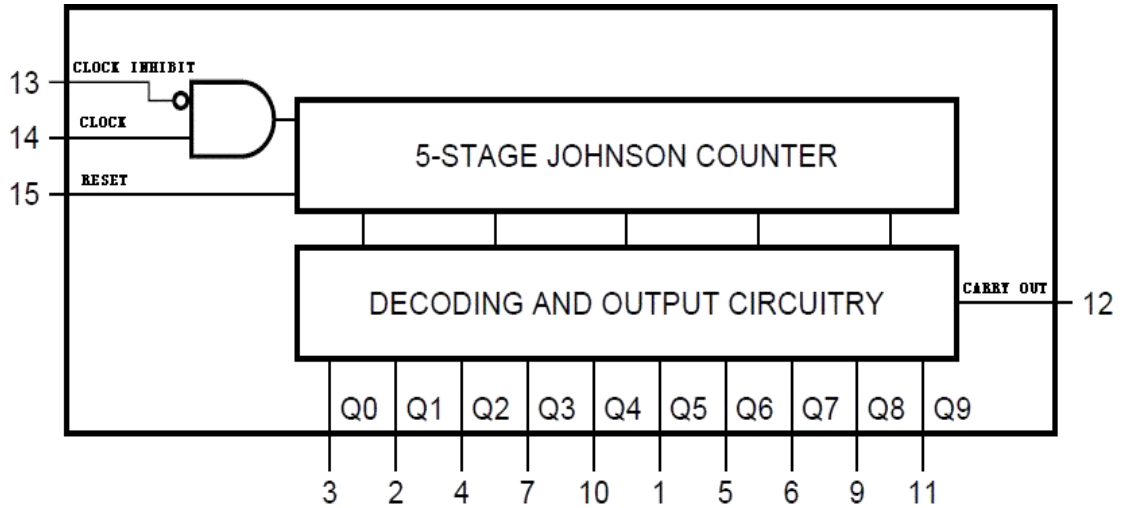 CLOCK INHIBIT
13
CLOCK
14
5-STAGE JOHNSON COUNTER
RESET
15
DECODING AND OUTPUT CIRCUITRY
CARRY OUT
12
Q0 Q1 Q2 Q3 Q4 Q5 Q6 Q7 Q8 Q9
3 2 4 7 10 1 5 6 9 11